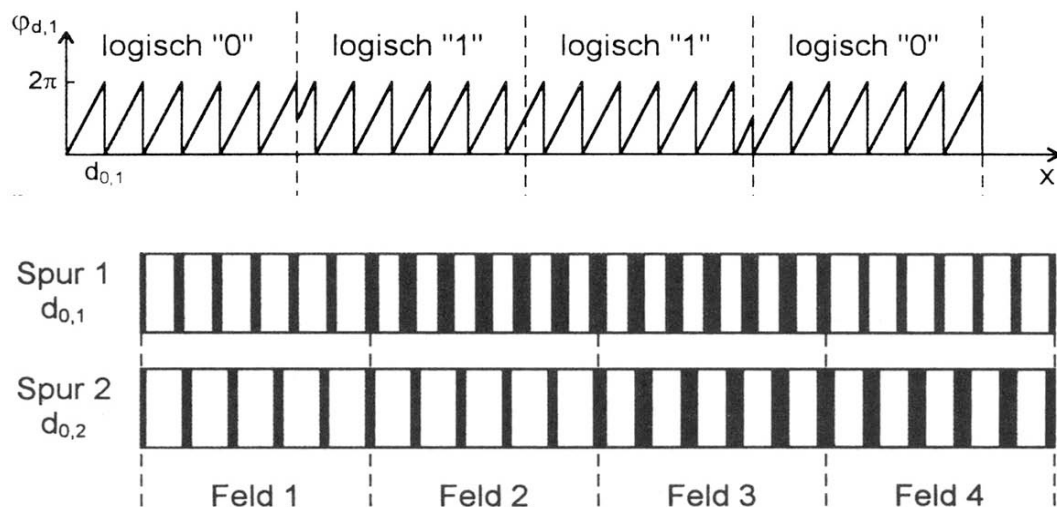 φd,1
logisch "0" logisch "1" logisch "1" logisch "0"
2π
d0,1
x
Spur 1
d0,1
Spur 2
d0,2
Feld 1 Feld 2 Feld 3 Feld 4